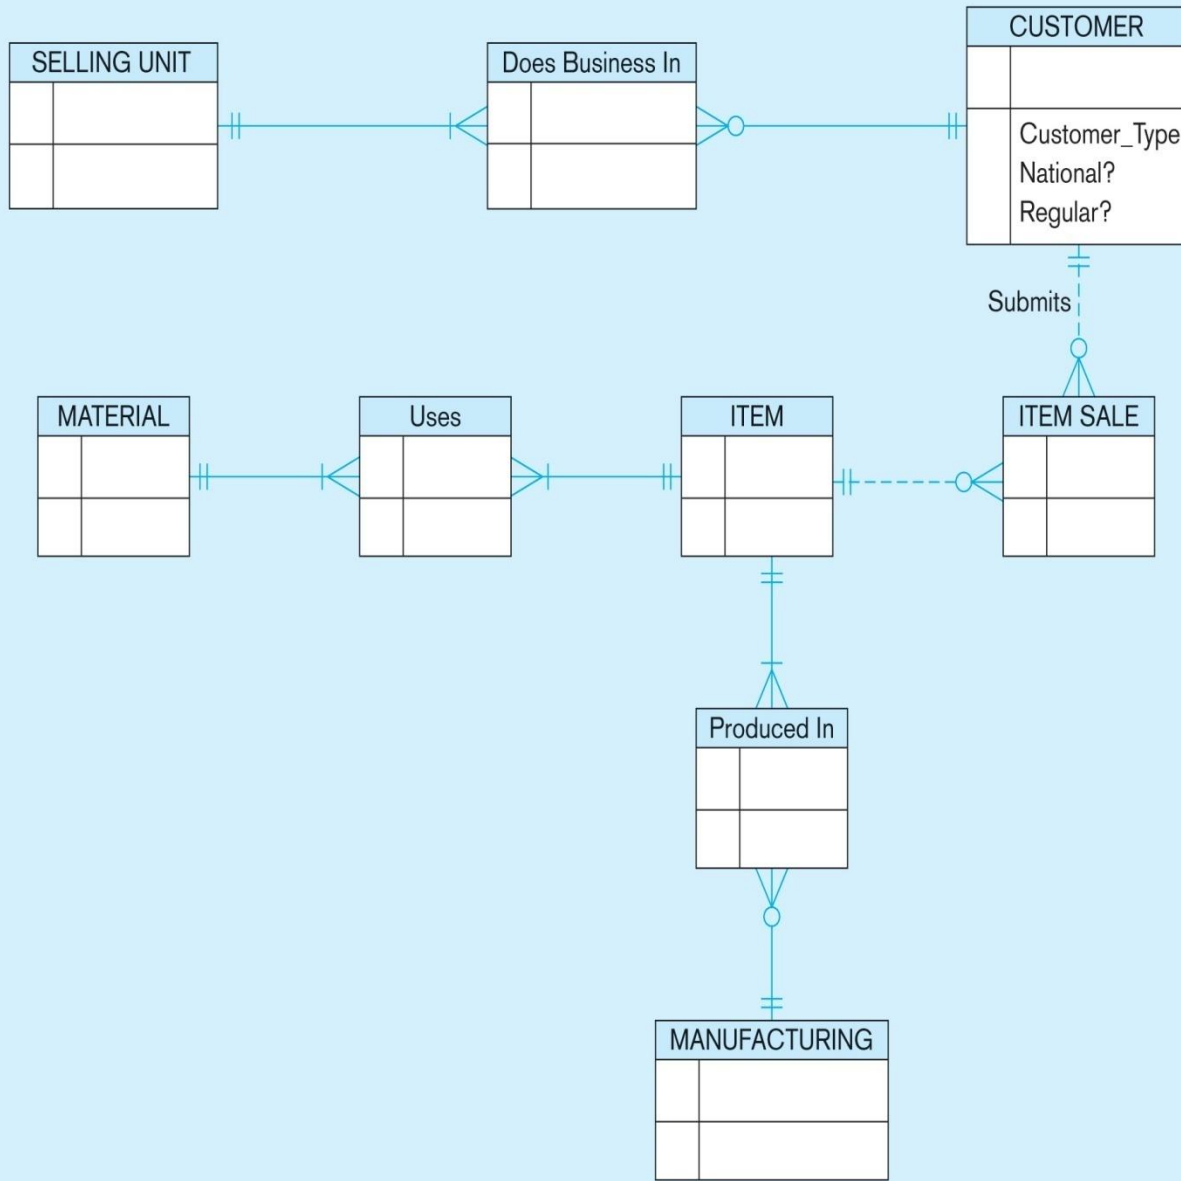 CUSTOMER
SELLING UNIT
Does Business In
Customer_Type
National?
Regular?
Submits
MATERIAL
Uses
ITEM
ITEM SALE
Produced In
MANUFACTURING